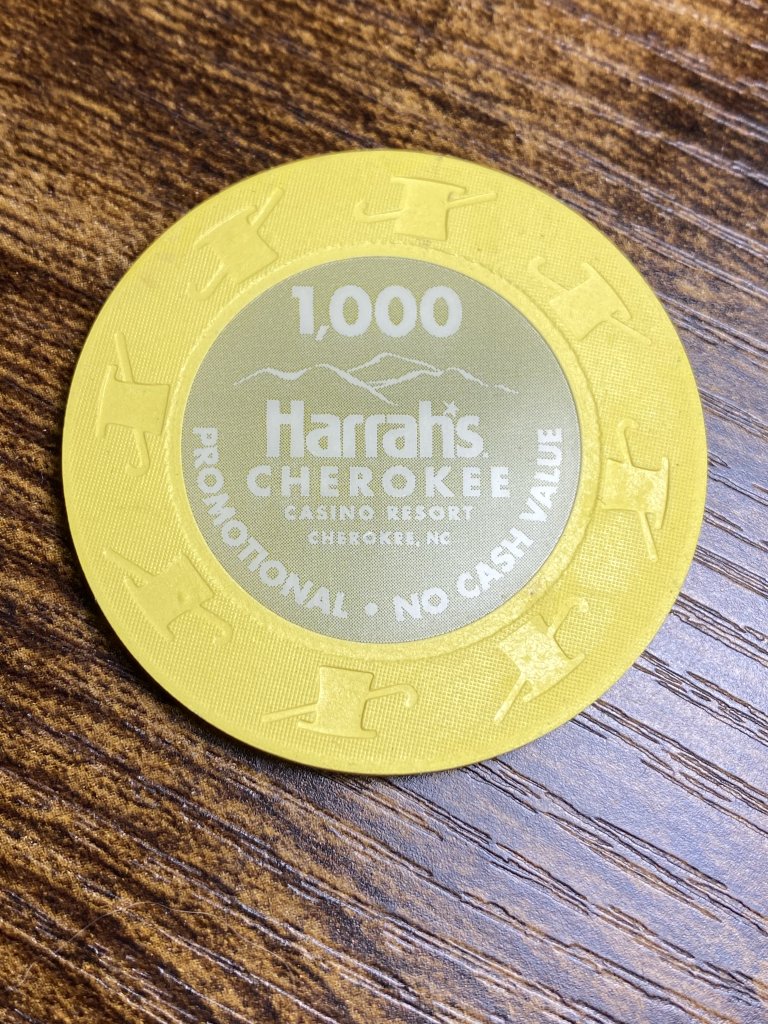 1,000
Harrah's
CHEROKEE
CASINO RESORT
CHEROKEE, NC
PROMOTIONAL • NO CASH VALUE